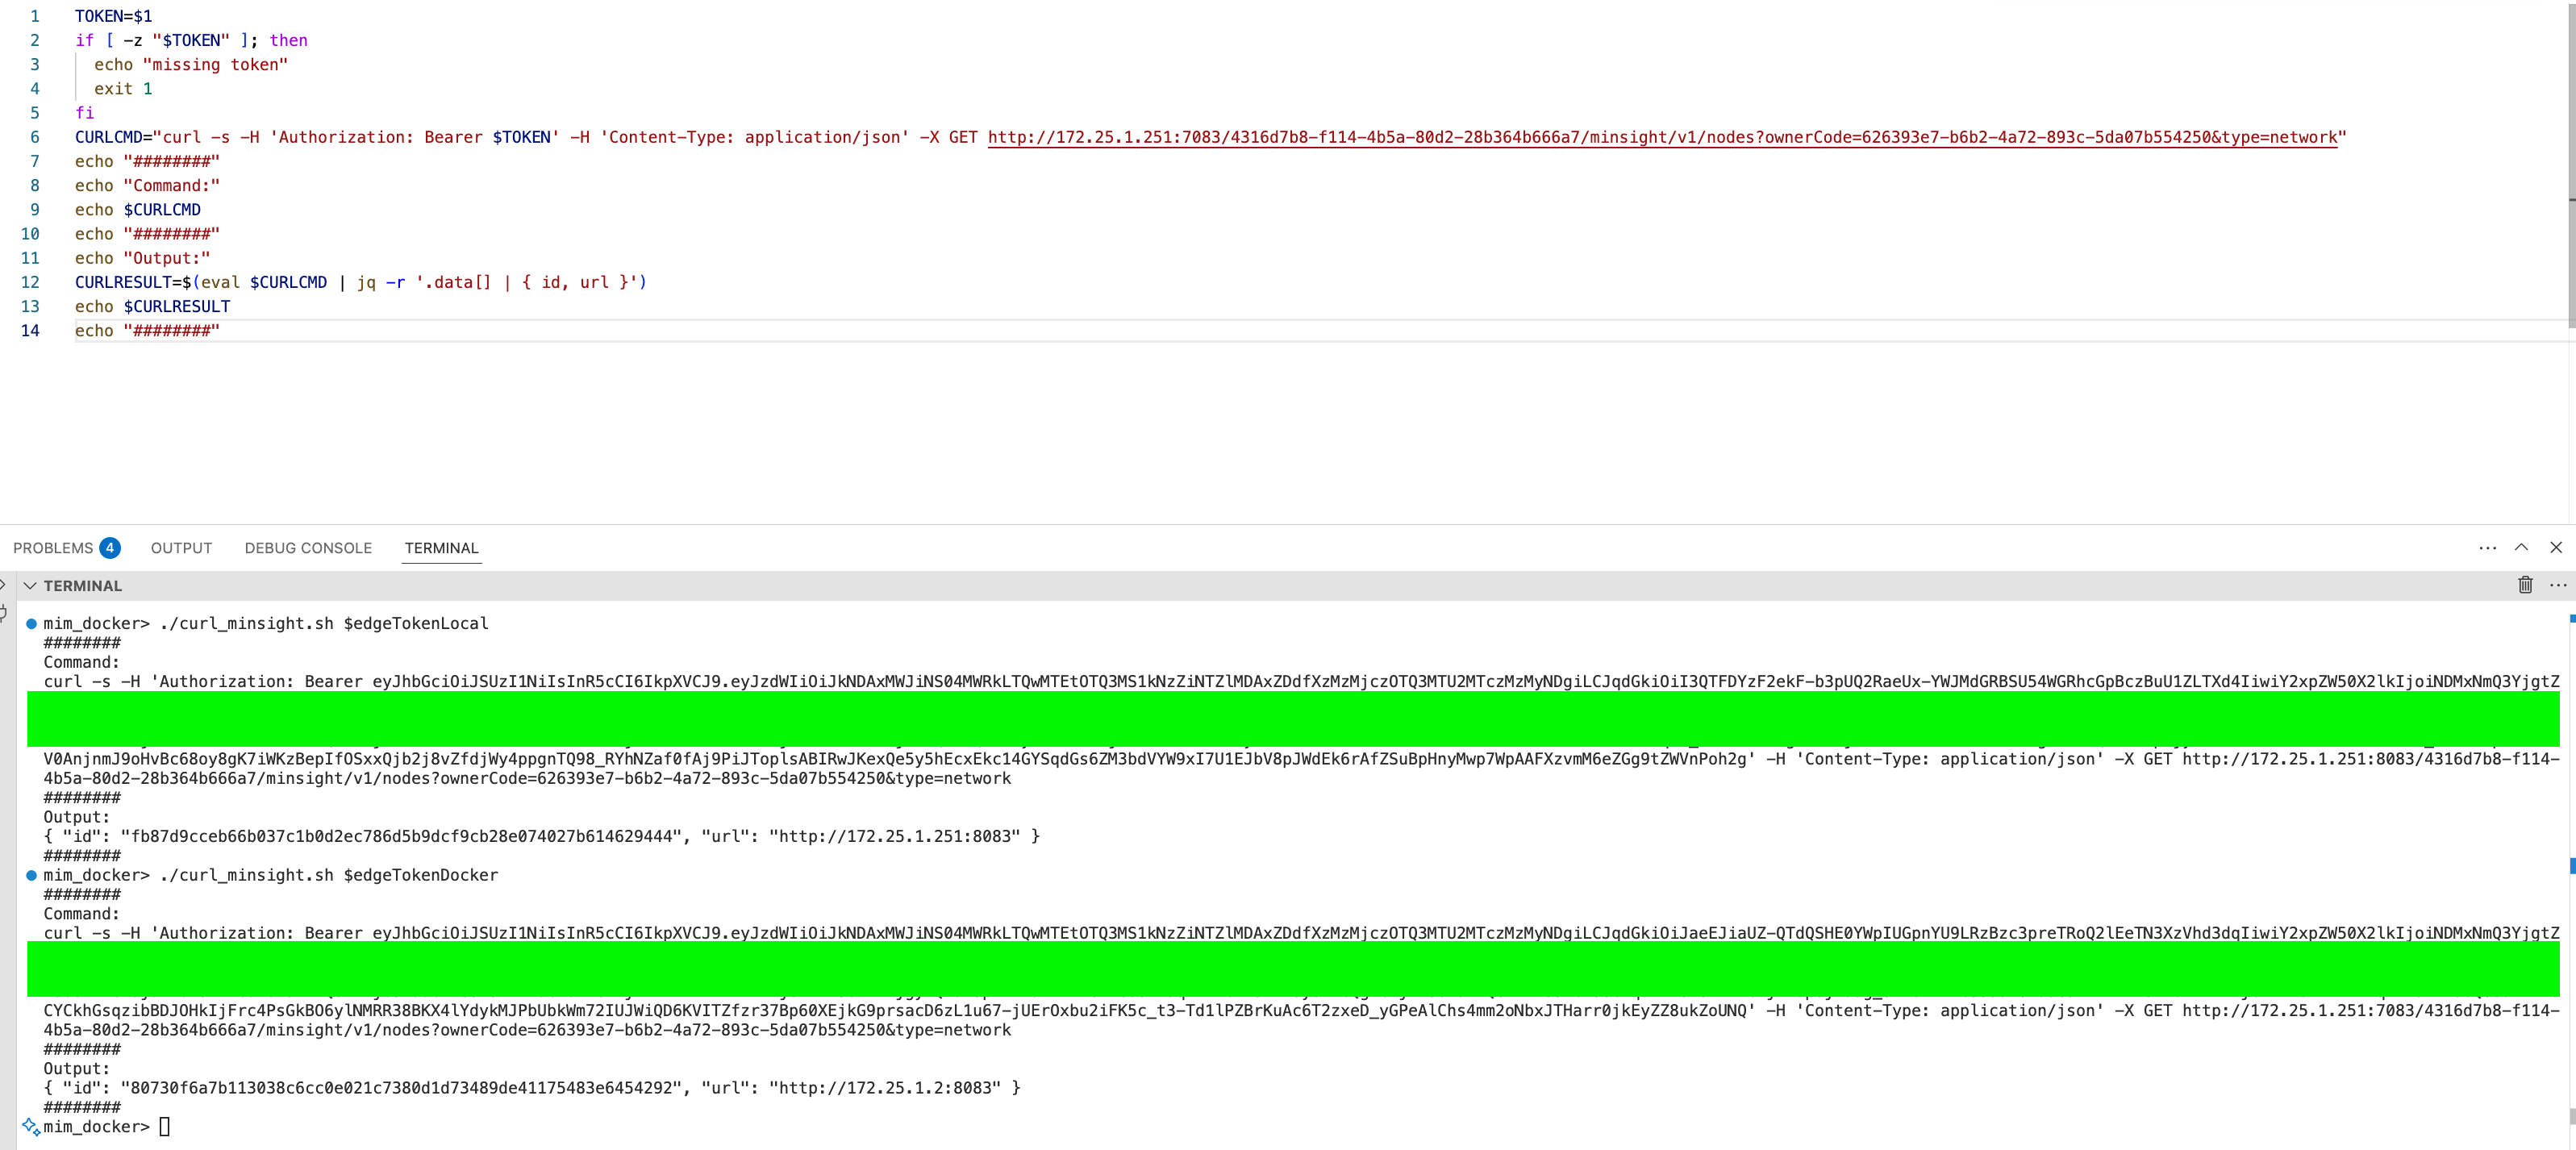 1 TOKEN=$1
2 if [ -z "$TOKEN" ]; then
3 echo "missing token"
4 exit 1
5 fi
6 CURLCMD="curl -s -H 'Authorization: Bearer $TOKEN' -H 'Content-Type: application/json' -X GET http://172.25.1.251:7083/4316d7b8-f114-4b5a-80d2-28b364b666a7/minsight/v1/nodes?ownerCode=626393e7-b6b2-4a72-893c-5da07b554250&type=network"
7 echo "########"
8 echo "Command:"
9 echo $CURLCMD
10 echo "########"
11 echo "Output:"
12 CURLRESULT=$(eval $CURLCMD | jq -r '.data[] | { id, url }')
13 echo $CURLRESULT
14 echo "########"
PROBLEMS 4 OUTPUT DEBUG CONSOLE TERMINAL
TERMINAL
mim_docker> ./curl_minsight.sh $edgeTokenLocal
########
Command:
curl -s -H 'Authorization: Bearer eyJhbGciOiJSUzI1NiIsInR5cCI6IkpXVCJ9.eyJzdWIiOiJkNDAxMWJiNS04MWRkLTQwMTEtOTQ3MS1kNzZiNTZlMDAxZDdfXzMzMjczOTQ3MTU2MTczMzMyNDgiLCJqdGkiOiI3QTFDYzF2ekF-b3pUQ2RaeUx-YWJMdGRBSU54WGRhcGpBczBuU1ZLTXd4IiwiY2xpZW50X2lkIjoiNDMxNmQ3YjgtZ
V0AnjnmJ9oHvBc68oy8gK7iWKzBepIfOSxxQjb2j8vZfdjWy4ppgnTQ98_RYhNZaf0fAj9PiJToplsABIRwJKexQe5y5hEcxEkc14GYSqdGs6ZM3bdVYW9xI7U1EJbV8pJWdEk6rAfZSuBpHnyMwp7WpAAFXzvmM6eZGg9tZWVnPoh2g' -H 'Content-Type: application/json' -X GET http://172.25.1.251:8083/4316d7b8-f114-
4b5a-80d2-28b364b666a7/minsight/v1/nodes?ownerCode=626393e7-b6b2-4a72-893c-5da07b554250&type=network
########
Output:
{ "id": "fb87d9cceb66b037c1b0d2ec786d5b9dcf9cb28e074027b614629444", "url": "http://172.25.1.251:8083" }
########
mim_docker> ./curl_minsight.sh $edgeTokenDocker
########
Command:
curl -s -H 'Authorization: Bearer eyJhbGciOiJSUzI1NiIsInR5cCI6IkpXVCJ9.eyJzdWIiOiJkNDAxMWJiNS04MWRkLTQwMTEtOTQ3MS1kNzZiNTZlMDAxZDdfXzMzMjczOTQ3MTU2MTczMzMyNDgiLCJqdGkiOiJaeEJiaUZ-QTdQSHE0YWpIUGpnYU9LRzBzc3preTRoQ2lEeTN3XzVhd3dqIiwiY2xpZW50X2lkIjoiNDMxNmQ3YjgtZ
CYCkhGsqzibBDJOHkIjFrc4PsGkBO6ylNMRR38BKX4lYdykMJPbUbkWm72IUJWiQD6KVITZfzr37Bp60XEjkG9prsacD6zL1u67-jUErOxbu2iFK5c_t3-Td1lPZBrKuAc6T2zxeD_yGPeAlChs4mm2oNbxJTHarr0jkEyZZ8ukZoUNQ' -H 'Content-Type: application/json' -X GET http://172.25.1.251:7083/4316d7b8-f114-
4b5a-80d2-28b364b666a7/minsight/v1/nodes?ownerCode=626393e7-b6b2-4a72-893c-5da07b554250&type=network
########
Output:
{ "id": "80730f6a7b113038c6cc0e021c7380d1d73489de41175483e6454292", "url": "http://172.25.1.2:8083" }
########
mim_docker>